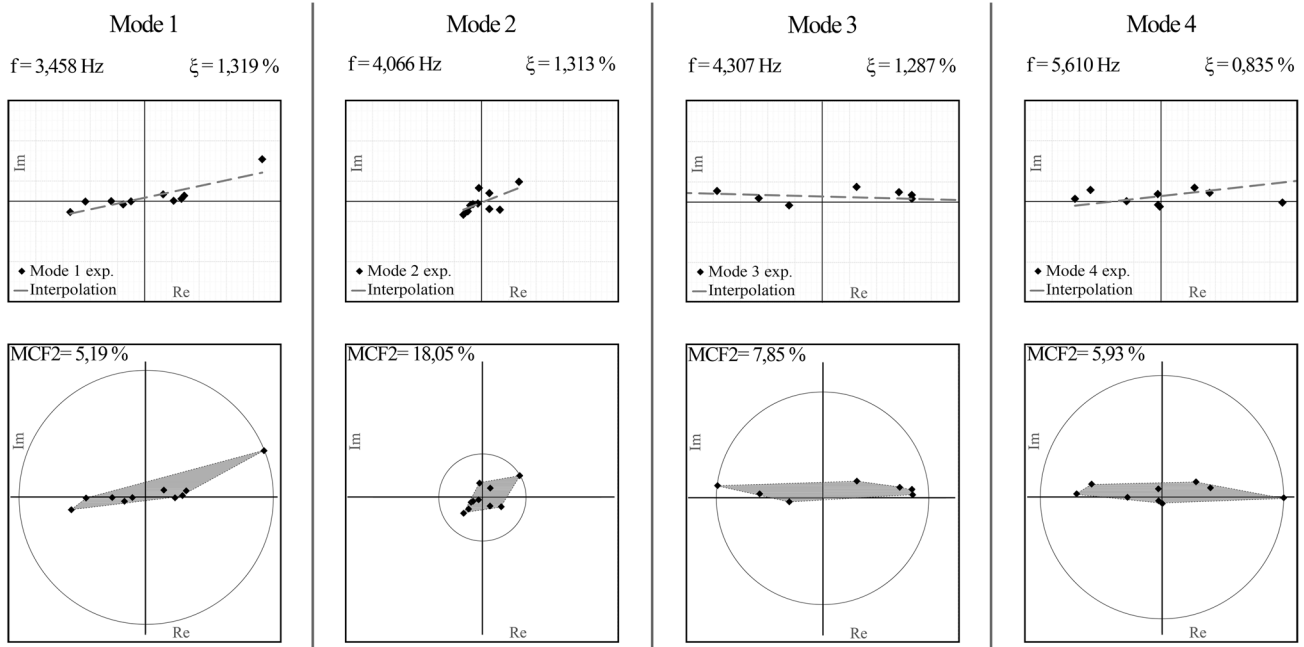 Mode 1
f = 3,458 Hz ξ = 1,319 %
Im
Mode 1 exp.
Interpolation
Re
MCF2= 5,19 %
Im
Re
Mode 2
f = 4,066 Hz ξ = 1,313 %
Im
Mode 2 exp.
Interpolation
Re
MCF2= 18,05 %
Im
Re
Mode 3
f = 4,307 Hz ξ = 1,287 %
Im
Mode 3 exp.
Interpolation
Re
MCF2= 7,85 %
Im
Re
Mode 4
f = 5,610 Hz ξ = 0,835 %
Im
Mode 4 exp.
Interpolation
Re
MCF2= 5,93 %
Im
Re